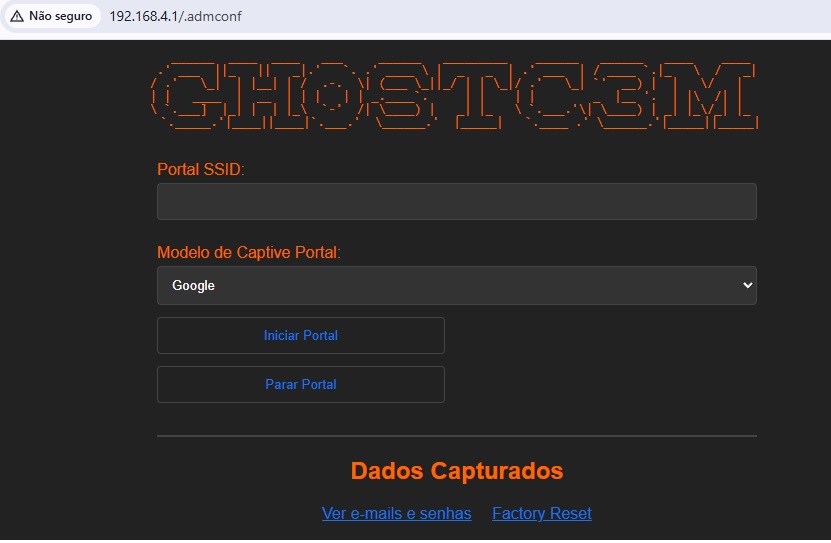 Não seguro
192.168.4.1/.admconf
GHOSTC3M
Portal SSID:
Modelo de Captive Portal:
Google
Iniciar Portal
Parar Portal
Dados Capturados
Ver e-mails e senhas Factory Reset